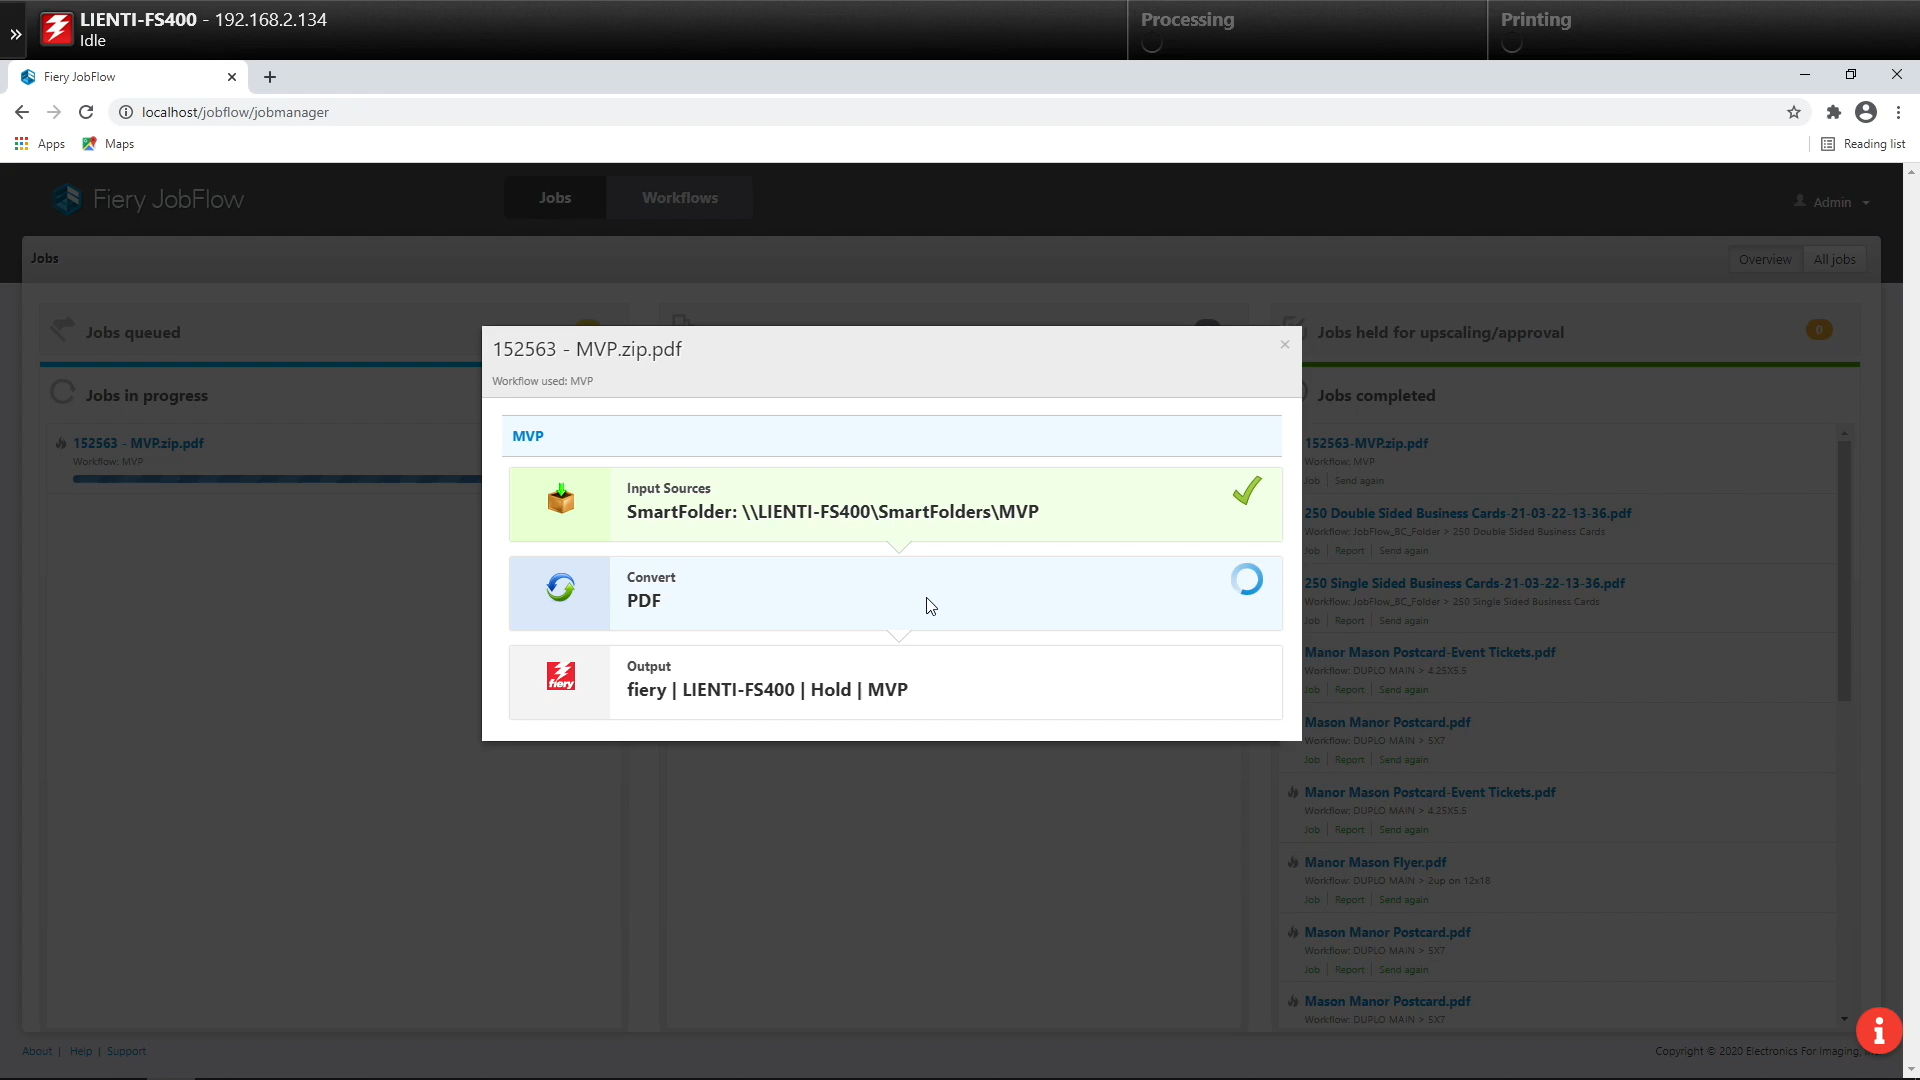 LIENTI-FS400 - 192.168.2.134
Idle
Processing
Printing
Fiery JobFlow
localhost/jobflow/jobmanager
Apps
Maps
Reading list
Fiery JobFlow
Jobs
Workflows
Admin
Jobs
Overview
All jobs
Jobs queued
Jobs held for upscaling/approval
0
Jobs in progress
152563 - MVP.zip.pdf
Workflow: MVP
152563 - MVP.zip.pdf
Workflow used: MVP
MVP
Input Sources
SmartFolder: \\LIENTI-FS400\SmartFolders\MVP
Convert
PDF
Output
fiery
fiery | LIENTI-FS400 | Hold | MVP
Jobs completed
152563-MVP.zip.pdf
Workflow: MVP
Job | Send again
250 Double Sided Business Cards-21-03-22-13-36.pdf
Workflow: JobFlow_BC_Folder > 250 Double Sided Business Cards
Job | Report | Send again
250 Single Sided Business Cards-21-03-22-13-36.pdf
Workflow: JobFlow_BC_Folder > 250 Single Sided Business Cards
Job | Report | Send again
Manor Mason Postcard-Event Tickets.pdf
Workflow: DUPLO MAIN > 4.25X5.5
Job | Report | Send again
Mason Manor Postcard.pdf
Workflow: DUPLO MAIN > 5X7
Job | Report | Send again
Manor Mason Postcard-Event Tickets.pdf
Workflow: DUPLO MAIN > 4.25X5.5
Job | Report | Send again
Manor Mason Flyer.pdf
Workflow: DUPLO MAIN > 2up on 12x18
Job | Report | Send again
Mason Manor Postcard.pdf
Workflow: DUPLO MAIN > 5X7
Job | Report | Send again
Mason Manor Postcard.pdf
Workflow: DUPLO MAIN > 5X7
About | Help | Support
Copyright © 2020 Electronics For Imaging,